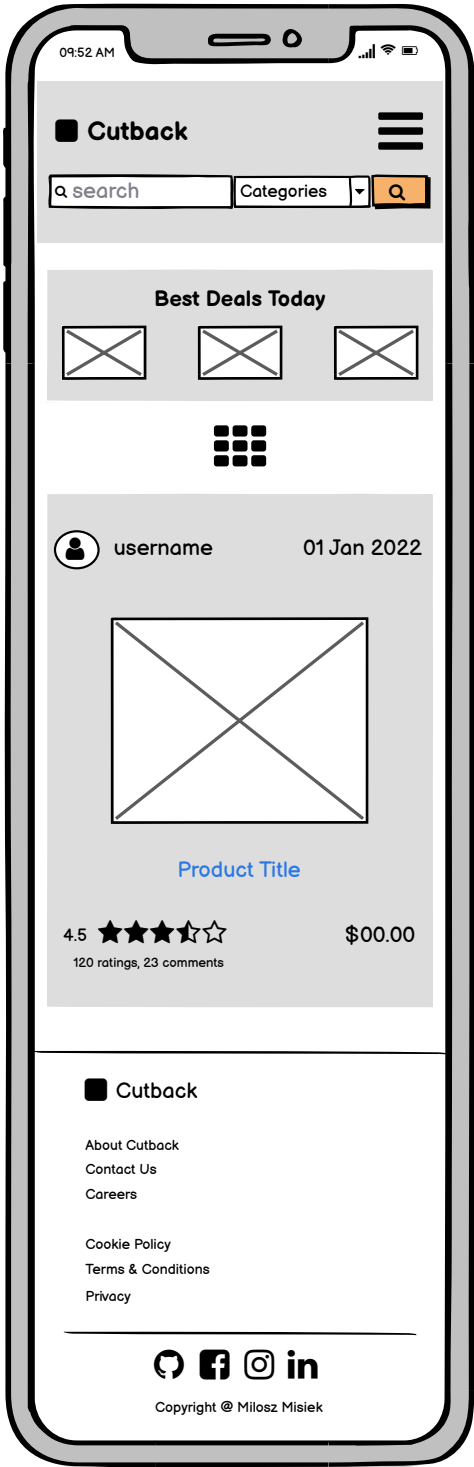 09:52 AM
Cutback
search
Categories
Best Deals Today
username
01 Jan 2022
Product Title
4.5
$00.00
120 ratings, 23 comments
Cutback
About Cutback
Contact Us
Careers
Cookie Policy
Terms & Conditions
Privacy
in
Copyright @ Milosz Misiek